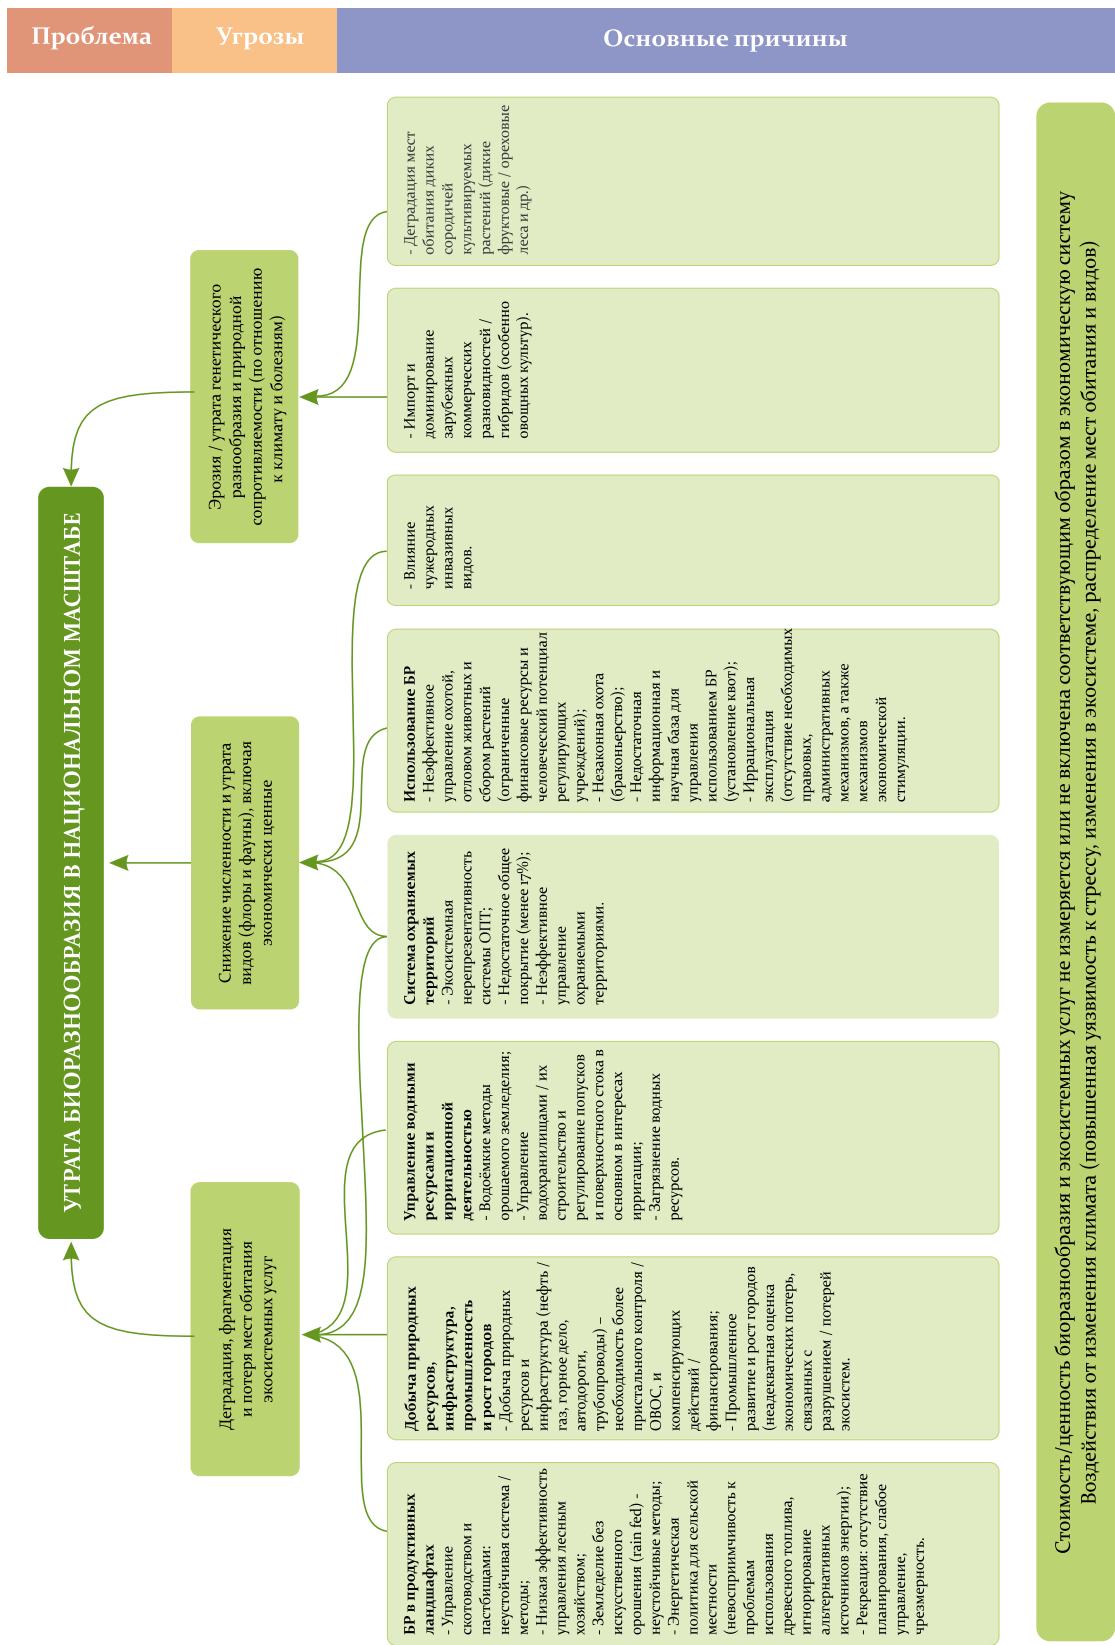 Проблема
Угрозы
Основные причины
УТРАТА БИОРАЗНООБРАЗИЯ В НАЦИОНАЛЬНОМ МАСШТАБЕ
Деградация, фрагментация
и потеря мест обитания
экосистемных услуг
Снижение численности и утрата
видов (флоры и фауны), включая
экономически ценные
Эрозия / утрата генетического
разнообразия и природной
сопротивляемости (по отношению
к климату и болезням)
БР в продуктивных
ландшафтах
- Управление
скотоводством и
пастбищами:
неустойчивая система /
методы;
- Низкая эффективность
управления лесным
хозяйством;
- Земледелие без
искусственного
орошения (rain fed) -
неустойчивые методы;
- Энергетическая
политика для сельской
местности
(невосприимчивость к
проблемам
использования
древесного топлива,
игнорирование
альтернативных
источников энергии);
- Рекреация: отсутствие
планирования, слабое
управление,
чрезмерность.
Добыча природных
ресурсов,
инфраструктура,
промышленность
и рост городов
- Добыча природных
ресурсов и
инфраструктура (нефть /
газ, горное дело,
автодороги,
трубопроводы) –
необходимость более
пристального контроля /
ОВОС, и
компенсирующих
действий /
финансирования;
- Промышленное
развитие и рост городов
(неадекватная оценка
экономических потерь,
связанных с
разрушением / потерей
экосистем.
Управление водными
ресурсами и
ирригационной
деятельностью
- Водоёмкие методы
орошаемого земледелия;
- Управление
водохранилищами / их
строительство и
регулирование попусков
и поверхностного стока в
основном в интересах
ирригации;
- Загрязнение водных
ресурсов.
Система охраняемых
территорий
- Экосистемная
нерепрезентативность
системы ОПТ;
- Недостаточное общее
покрытие (менее 17%);
- Неэффективное
управление
охраняемыми
территориями.
Использование БР
- Неэффективное
управление охотой,
отловом животных и
сбором растений
(ограниченные
финансовые ресурсы и
человеческий потенциал
регулирующих
учреждений);
- Незаконная охота
(браконьерство);
- Недостаточная
информационная и
научная база для
управления
использованием БР
(установление квот);
- Иррациональная
эксплуатация
(отсутствие необходимых
правовых,
административных
механизмов, а также
механизмов
экономической
стимуляции.
- Влияние
чужеродных
инвазивных
видов.
- Импорт и
доминирование
зарубежных
коммерческих
разновидностей /
гибридов (особенно
овощных культур).
- Деградация мест
обитания диких
сородичей
культивируемых
растений (дикие
фруктовые / ореховые
леса и др.)
Стоимость/ценность биоразнообразия и экосистемных услуг не измеряется или не включена соответствующим образом в экономическую систему
Воздействия от изменения климата (повышенная уязвимость к стрессу, изменения в экосистеме, распределение мест обитания и видов)